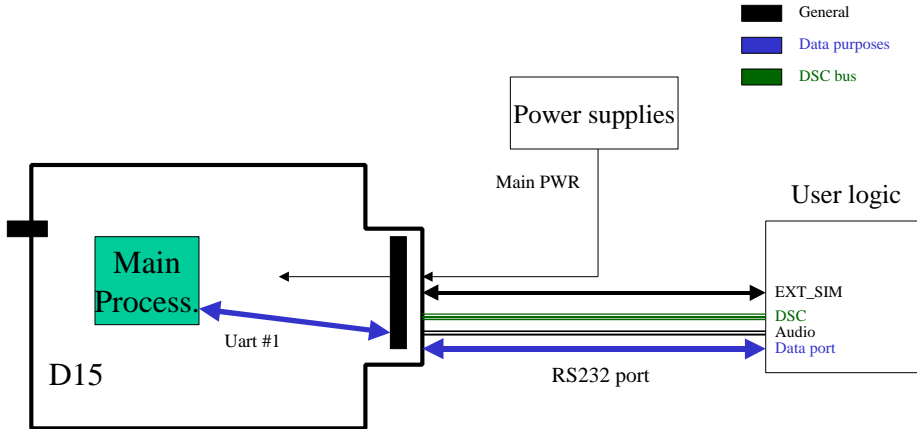 General
Data purposes
DSC bus
Power supplies
Main PWR
User logic
Main
Process.
EXT_SIM
DSC
Audio
Data port
Uart #1
D15
RS232 port